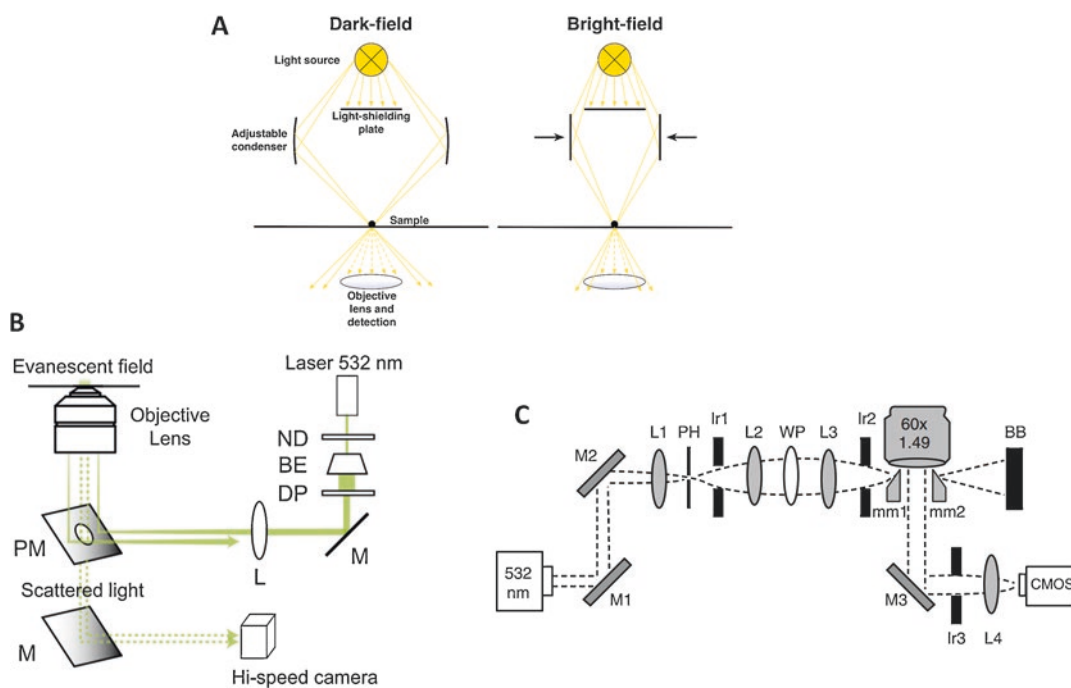 A
Dark-field
Bright-field
Light source
Light-shielding
plate
Adjustable
condenser
Sample
Objective
lens and
detection
B
Evanescent field
Laser 532 nm
Objective
Lens
ND
BE
DP
PM
L
M
Scattered light
M
Hi-speed camera
C
M2
L1
PH
Ir1
L2
WP
L3
Ir2
60x
1.49
BB
mm1
mm2
532
nm
M1
M3
CMOS
Ir3
L4